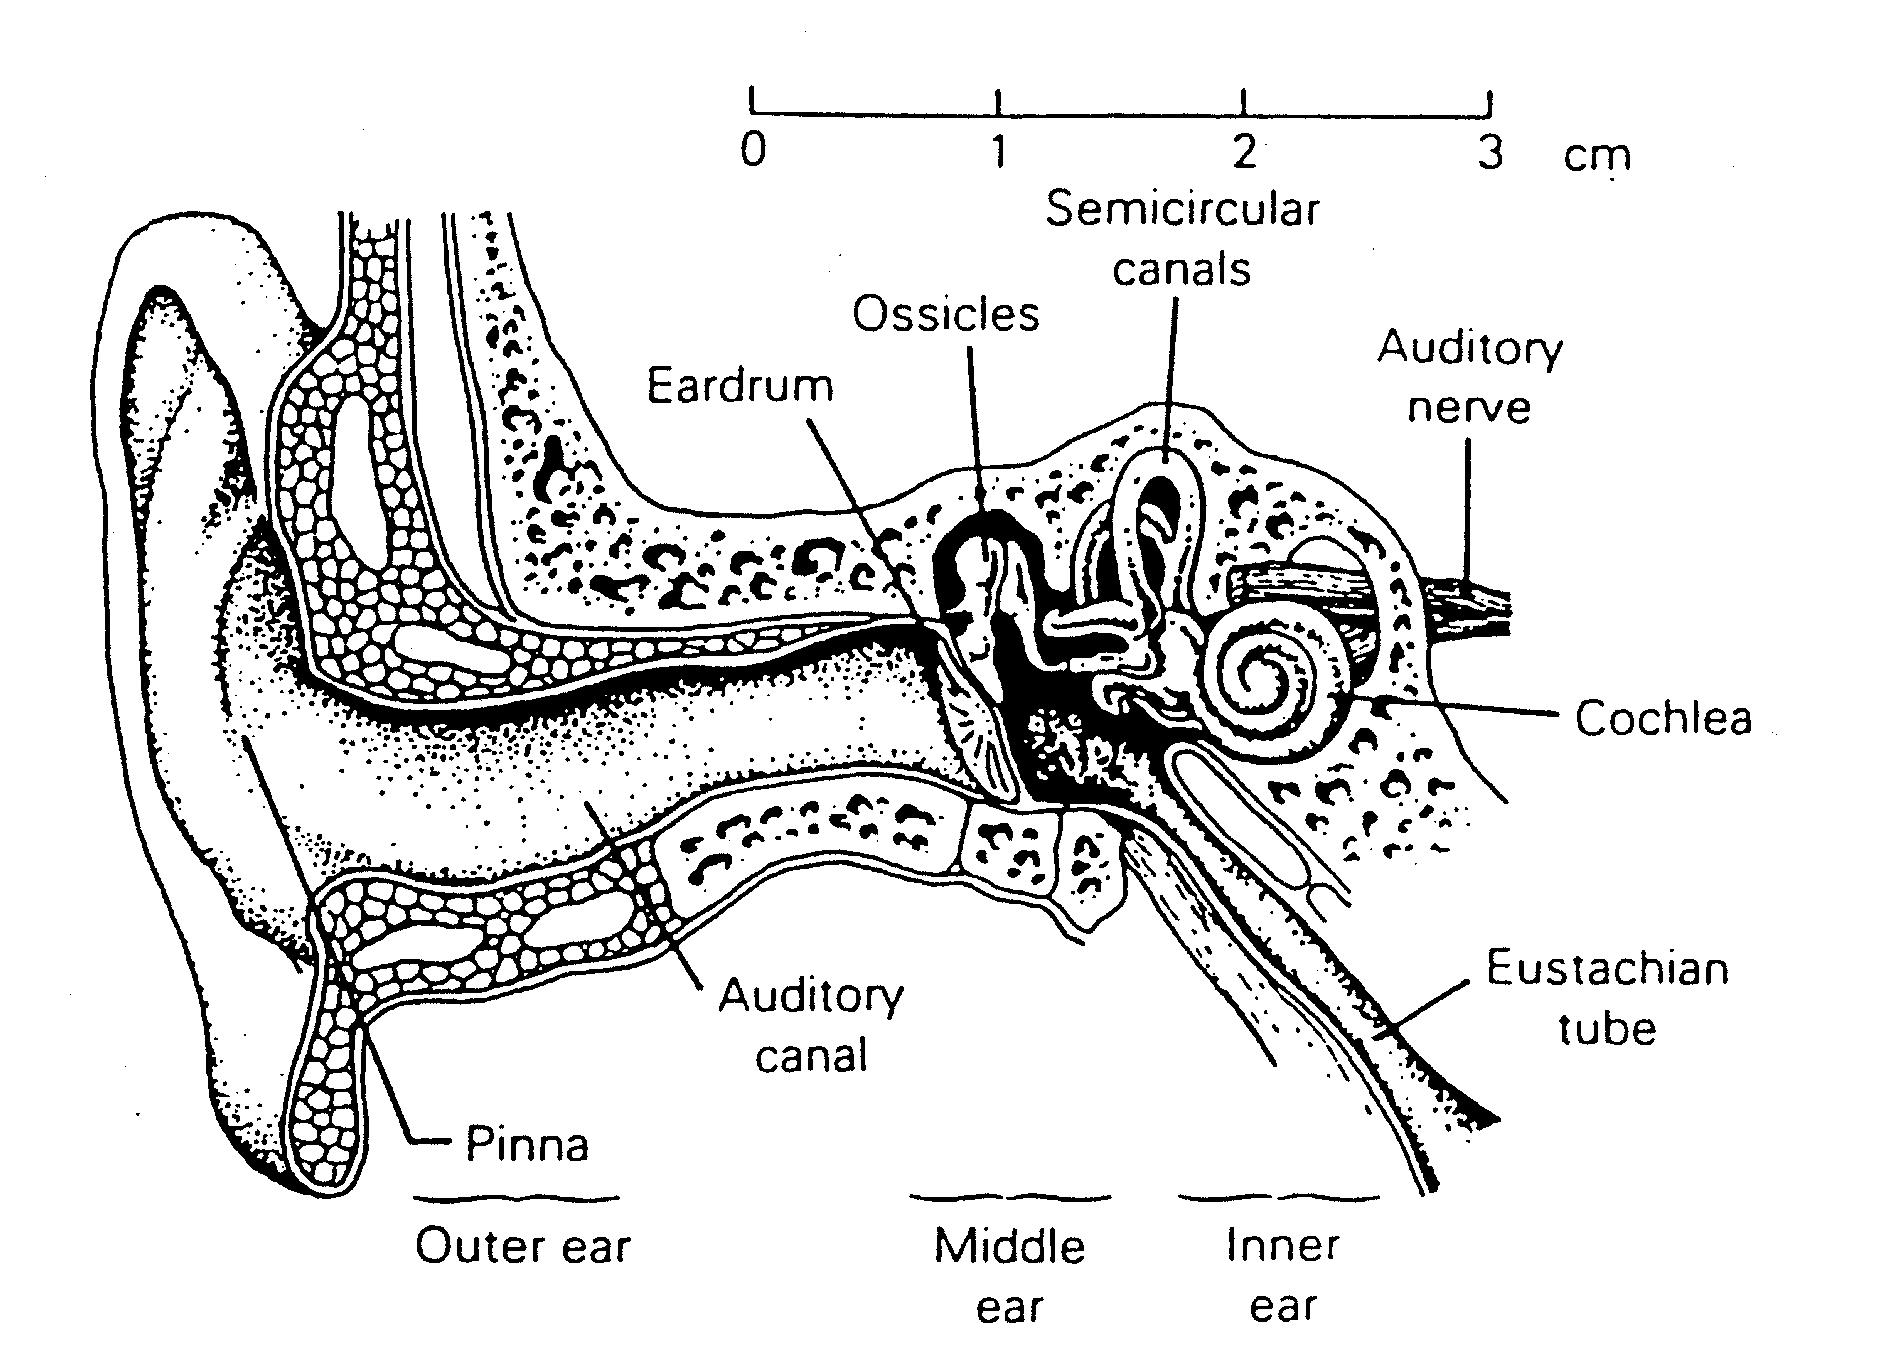 0 1 2 3 cm
Semicircular
canals
Ossicles
Auditory
nerve
Eardrum
Cochlea
Eustachian
tube
Auditory
canal
Pinna
Outer ear
Middle
ear
Inner
ear